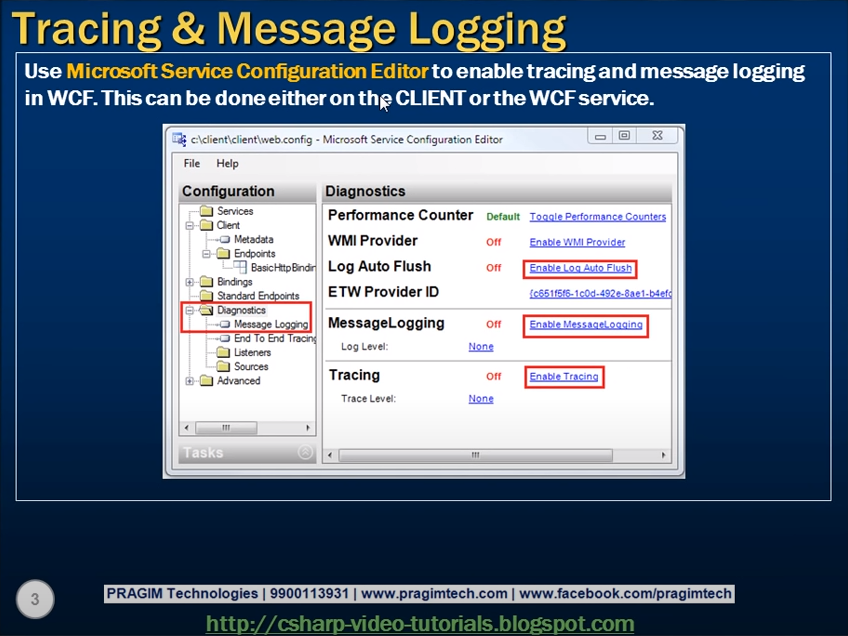 Tracing & Message Logging
Use Microsoft Service Configuration Editor to enable tracing and message logging
in WCF. This can be done either on the CLIENT or the WCF service.
c:\client\client\web.config - Microsoft Service Configuration Editor
File Help
Configuration
Services
Client
Metadata
Endpoints
BasicHttpBindin
Bindings
Standard Endpoints
Diagnostics
Message Logging
End To End Tracing
Listeners
Sources
Advanced
Tasks
Diagnostics
Performance Counter Default Toggle Performance Counters
WMI Provider Off Enable WMI Provider
Log Auto Flush Off Enable Log Auto Flush
ETW Provider ID {c651f5f6-1c0d-492e-8ae1-b4efc
MessageLogging Off Enable MessageLogging
Log Level: None
Tracing Off Enable Tracing
Trace Level: None
3
PRAGIM Technologies | 9900113931 | www.pragimtech.com | www.facebook.com/pragimtech
http://csharp-video-tutorials.blogspot.com